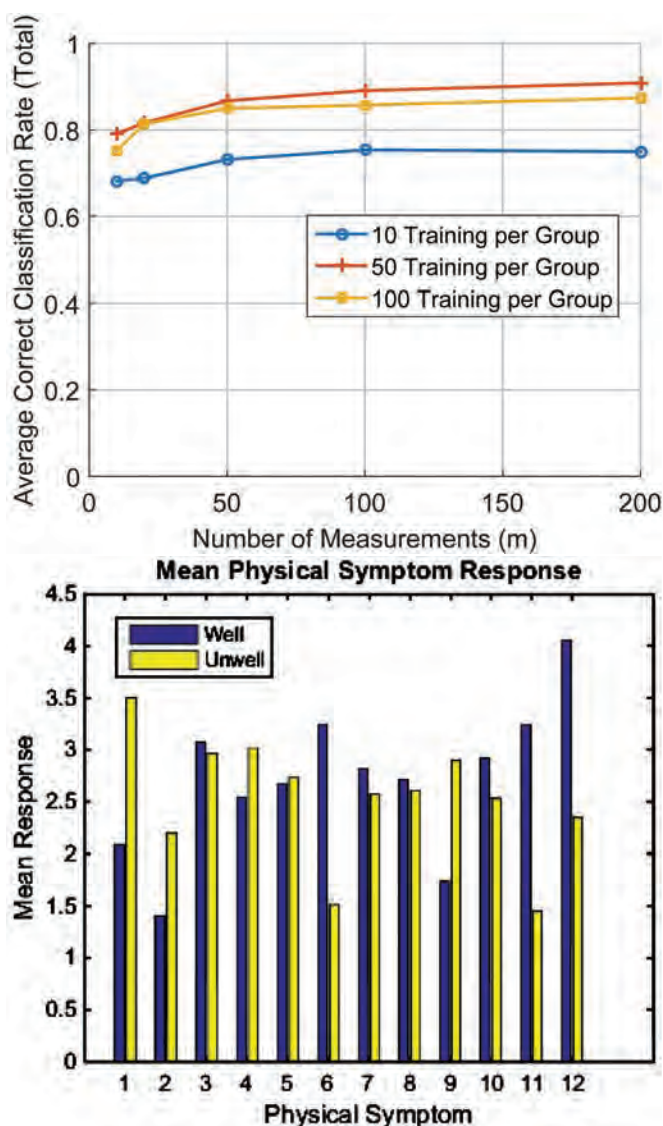 Average Correct Classification Rate (Total)
1
0.8
0.6
0.4
0.2
0
10 Training per Group
50 Training per Group
100 Training per Group
0 50 100 150 200
Number of Measurements (m)
Mean Physical Symptom Response
Mean Response
4.5
4
3.5
3
2.5
2
1.5
1
0.5
0
Well
Unwell
1 2 3 4 5 6 7 8 9 10 11 12
Physical Symptom